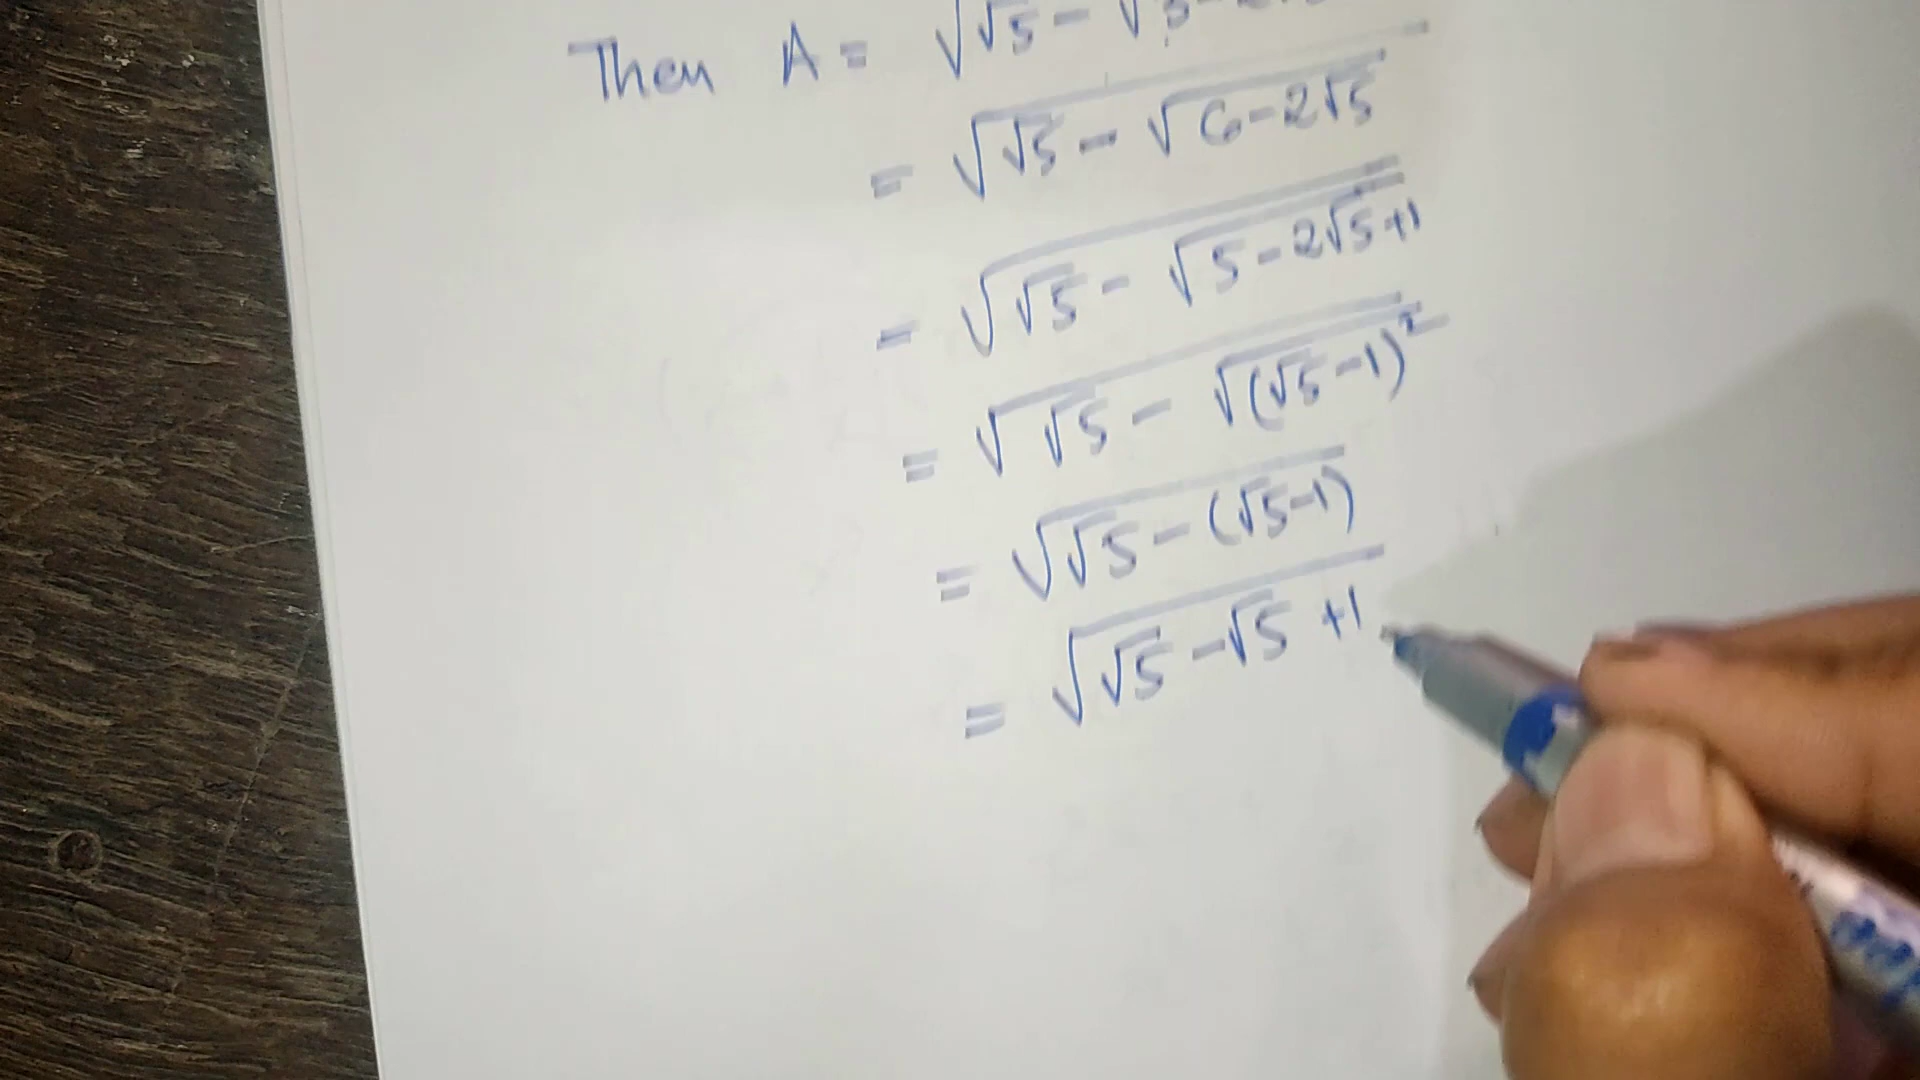 Then A = √√5 - √
= √√5 - √6-2√5
= √√5 - √5-2√5+1
= √√5 - √(√5-1)²
= √√5-(√5-1)
= √√5-√5+1